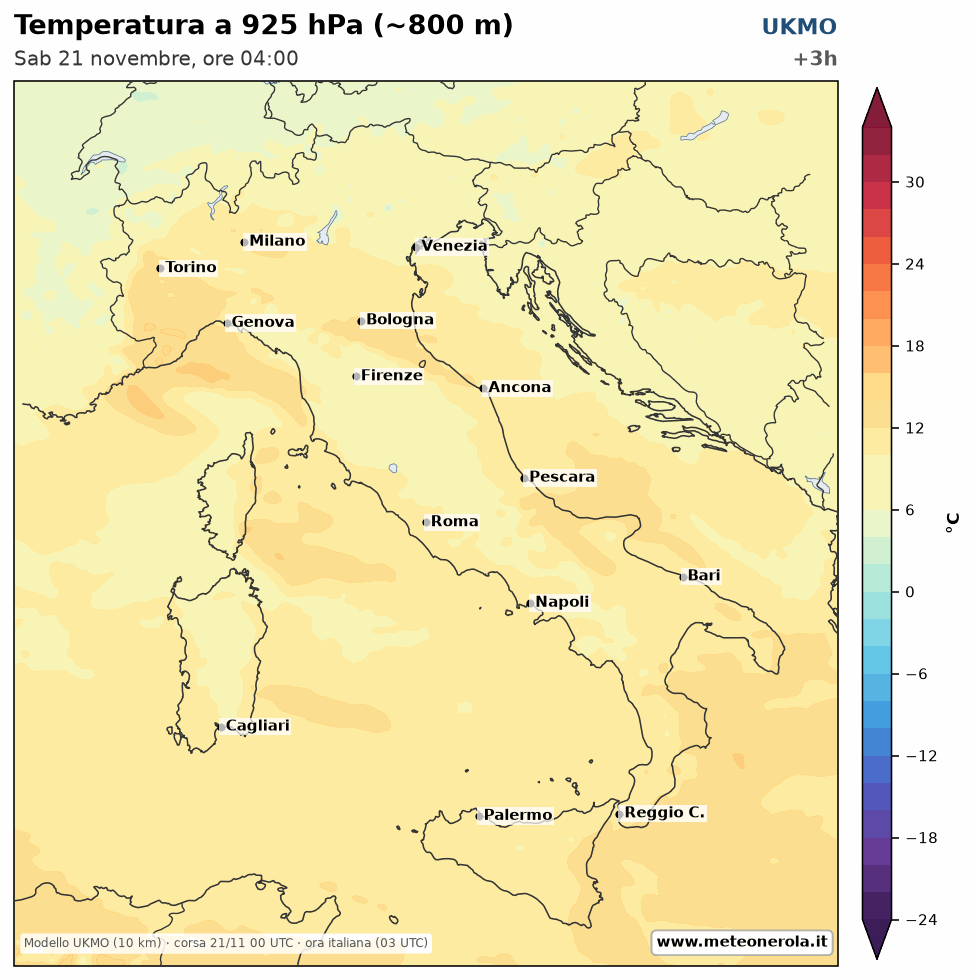 Temperatura a 925 hPa (~800 m)
UKMO
Sab 21 novembre, ore 04:00
+3h
Milano
Venezia
Torino
Genova
Bologna
Firenze
Ancona
Pescara
Roma
Bari
Napoli
Cagliari
Palermo
Reggio C.
30
24
18
12
6
0
−6
−12
−18
−24
°C
Modello UKMO (10 km) · corsa 21/11 00 UTC · ora italiana (03 UTC)
www.meteonerola.it